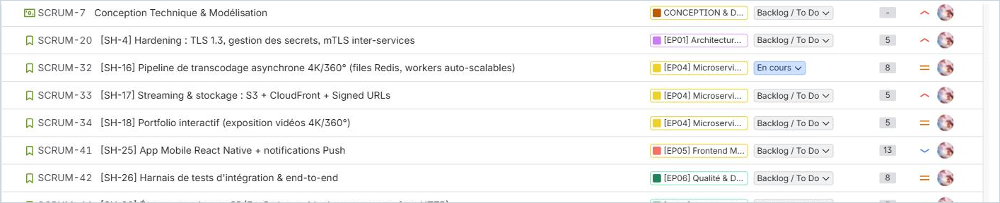 SCRUM-7 Conception Technique & Modélisation CONCEPTION & D... Backlog / To Do -
SCRUM-20 [SH-4] Hardening : TLS 1.3, gestion des secrets, mTLS inter-services [EP01] Architectur... Backlog / To Do 5
SCRUM-32 [SH-16] Pipeline de transcodage asynchrone 4K/360° (files Redis, workers auto-scalables) [EP04] Microservi... En cours 8
SCRUM-33 [SH-17] Streaming & stockage : S3 + CloudFront + Signed URLs [EP04] Microservi... Backlog / To Do 5
SCRUM-34 [SH-18] Portfolio interactif (exposition vidéos 4K/360°) [EP04] Microservi... Backlog / To Do 5
SCRUM-41 [SH-25] App Mobile React Native + notifications Push [EP05] Frontend M... Backlog / To Do 13
SCRUM-42 [SH-26] Harnais de tests d'intégration & end-to-end [EP06] Qualité & D... Backlog / To Do 8